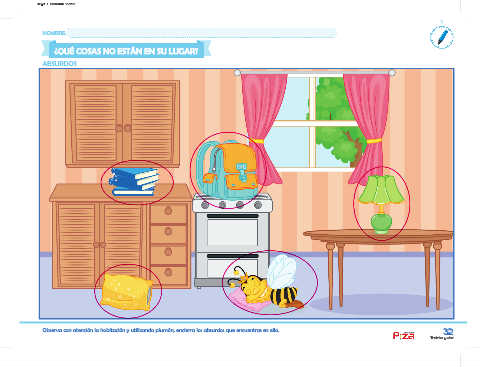 NOMBRE:
¿QUÉ COSAS NO ESTÁN EN SU LUGAR?
ABSURDOS
Observa con atención la habitación y utilizando plumón, encierra los absurdos que encuentres en ella.
32